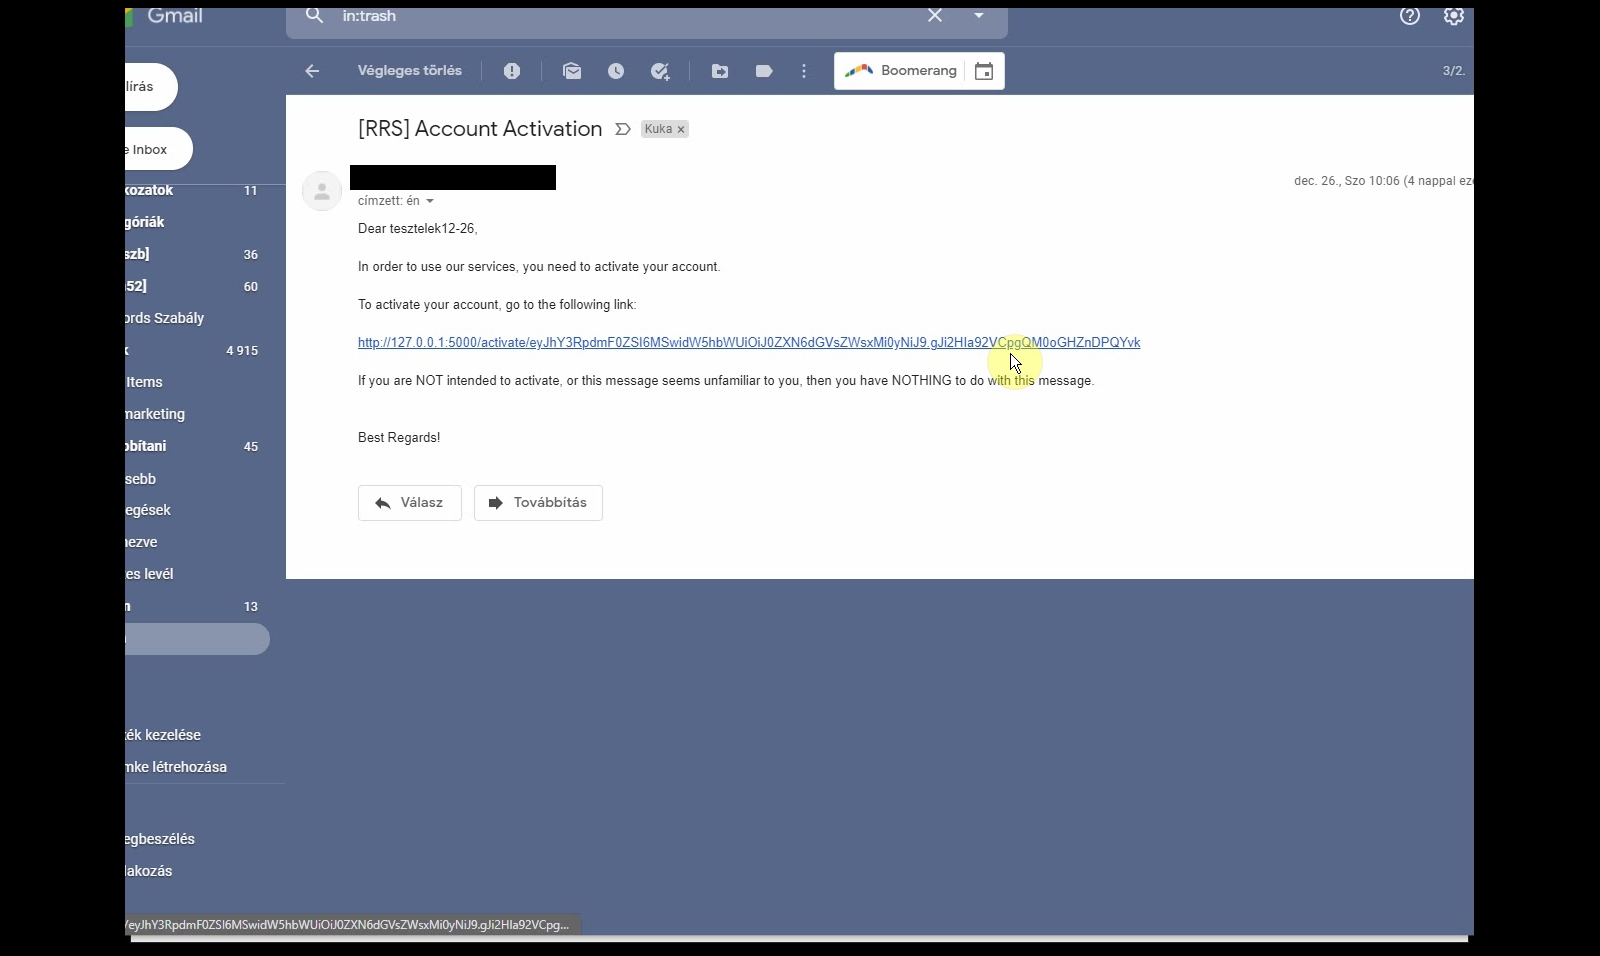 Gmail
in:trash
Végleges törlés
Boomerang
3/2.
[RRS] Account Activation
Kuka
dec. 26., Szo 10:06 (4 nappal eze
címzett: én
Dear tesztelek12-26,
In order to use our services, you need to activate your account.
To activate your account, go to the following link:
http://127.0.0.1:5000/activate/eyJhY3RpdmF0ZSI6MSwidW5hbWUiOiJ0ZXN6dGVsZWsxMi0yNiJ9.gJi2HIa92VCpgQM0oGHZnDPQYvk
If you are NOT intended to activate, or this message seems unfamiliar to you, then you have NOTHING to do with this message.
Best Regards!
Válasz
Továbbítás
lírás
e Inbox
kozatok 11
góriák
szb] 36
52] 60
ords Szabály
k 4 915
Items
marketing
obítani 45
sebb
egések
nezve
es levél
n 13
ék kezelése
mke létrehozása
egbeszélés
lakozás
/eyJhY3RpdmF0ZSI6MSwidW5hbWUiOiJ0ZXN6dGVsZWsxMi0yNiJ9.gJi2HIa92VCpg...